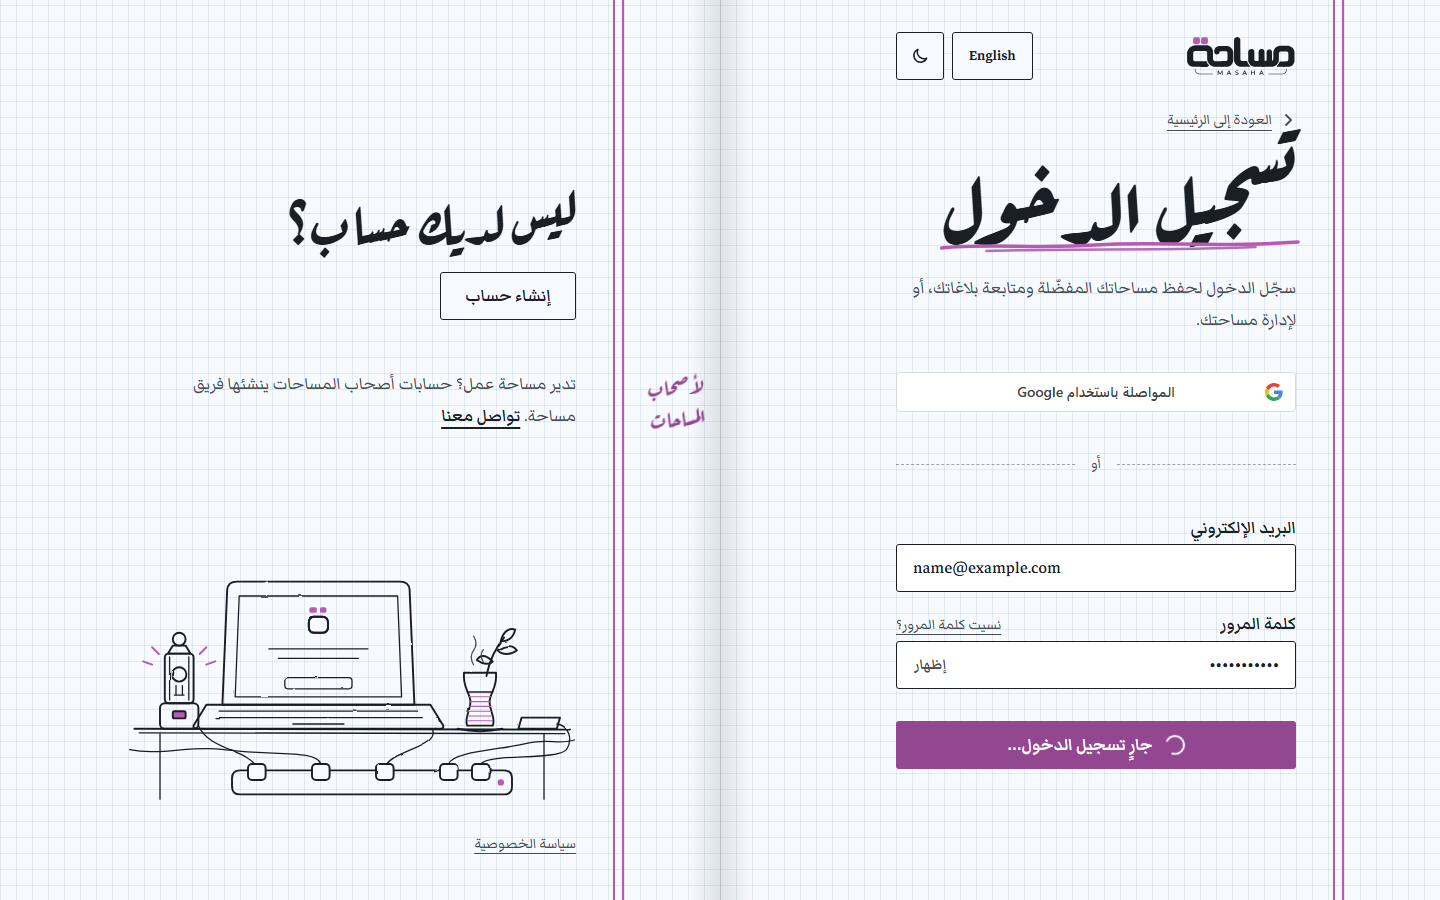 مساحة
MASAHA
English
العودة إلى الرئيسية
تسجيل الدخول
سجّل الدخول لحفظ مساحاتك المفضّلة ومتابعة بلاغاتك، أو
لإدارة مساحتك.
المواصلة باستخدام Google
أو
البريد الإلكتروني
name@example.com
كلمة المرور
نسيت كلمة المرور؟
•••••••••••
إظهار
جارٍ تسجيل الدخول...
ليس لديك حساب؟
إنشاء حساب
لأصحاب
المساحات
تدير مساحة عمل؟ حسابات أصحاب المساحات ينشئها فريق
مساحة. تواصل معنا
سياسة الخصوصية